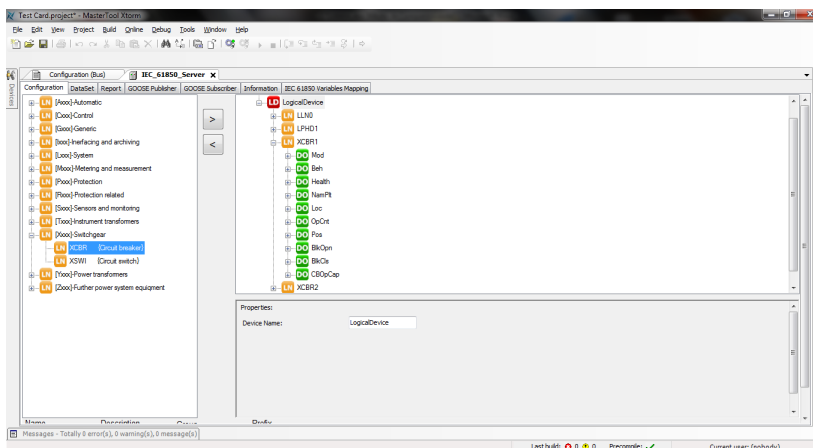 Test Card.project* - MasterTool Xtorm
File Edit View Project Build Online Debug Tools Window Help
Configuration (Bus) IEC_61850_Server x
Devices
Configuration DataSet Report GOOSE Publisher GOOSE Subscriber Information IEC 61850 Variables Mapping
LN [Axxx]-Automatic
LN [Cxxx]-Control
LN [Gxxx]-Generic
LN [Ixxx]-Inerfacing and archiving
LN [Lxxx]-System
LN [Mxxx]-Metering and measurement
LN [Pxxx]-Protection
LN [Rxxx]-Protection related
LN [Sxxx]-Sensors and monitoring
LN [Txxx]-Instrument transformers
LN [Xxxx]-Switchgear
LN XCBR {Circuit breaker}
LN XSWI {Circuit switch}
LN [Yxxx]-Power transformers
LN [Zxxx]-Further power system equiqment
>
<
LD LogicalDevice
LN LLN0
LN LPHD1
LN XCBR1
DO Mod
DO Beh
DO Health
DO NamPlt
DO Loc
DO OpCnt
DO Pos
DO BlkOpn
DO BlkCls
DO CBOpCap
LN XCBR2
Properties:
Device Name: LogicalDevice
Name Description Group Prefix
Messages - Totally 0 error(s), 0 warning(s), 0 message(s)
Last build: 0 0 Precompile: Current user: (nobody)